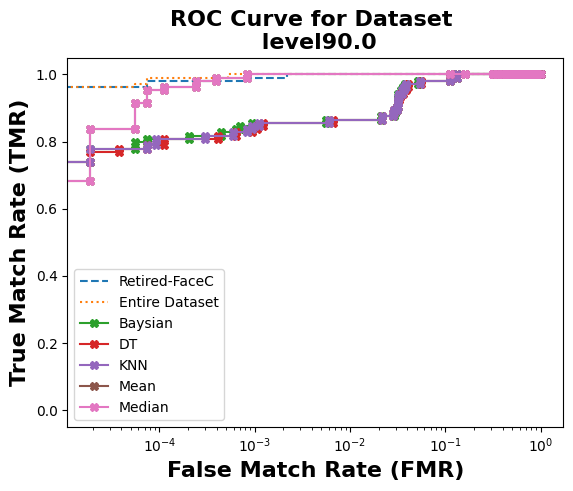 ROC Curve for Dataset
level90.0
True Match Rate (TMR)
1.0
0.8
0.6
0.4
0.2
0.0
Retired-FaceC
Entire Dataset
Baysian
DT
KNN
Mean
Median
10⁻⁴
10⁻³
10⁻²
10⁻¹
10⁰
False Match Rate (FMR)